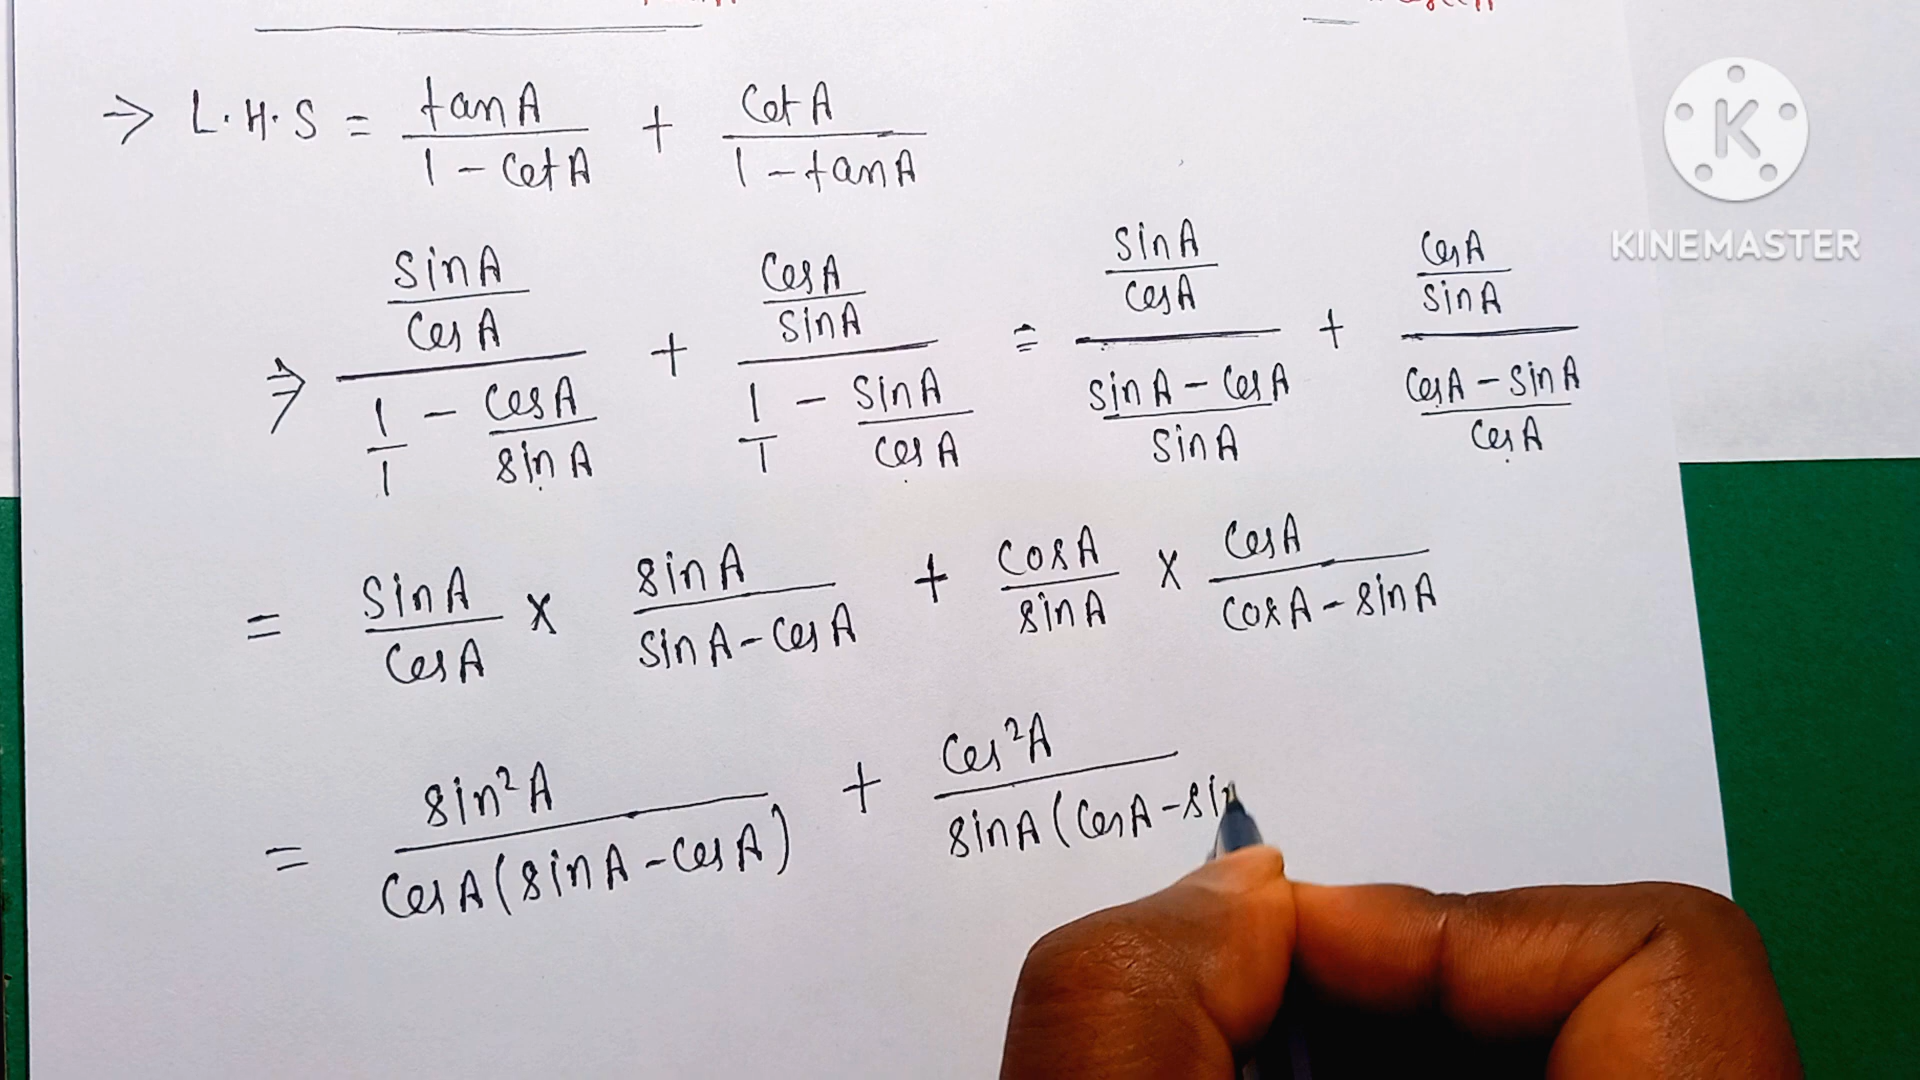 → L.H.S = tanA / (1 - cotA) + cotA / (1 - tanA)
K
KINEMASTER
⇒ (sinA / cosA) / (1/1 - cosA / sinA) + (cosA / sinA) / (1/1 - sinA / cosA) = (sinA / cosA) / ((sinA - cosA) / sinA) + (cosA / sinA) / ((cosA - sinA) / cosA)
= sinA / cosA × sinA / (sinA - cosA) + cosA / sinA × cosA / (cosA - sinA)
= sin²A / cosA(sinA - cosA) + cos²A / sinA(cosA - sin